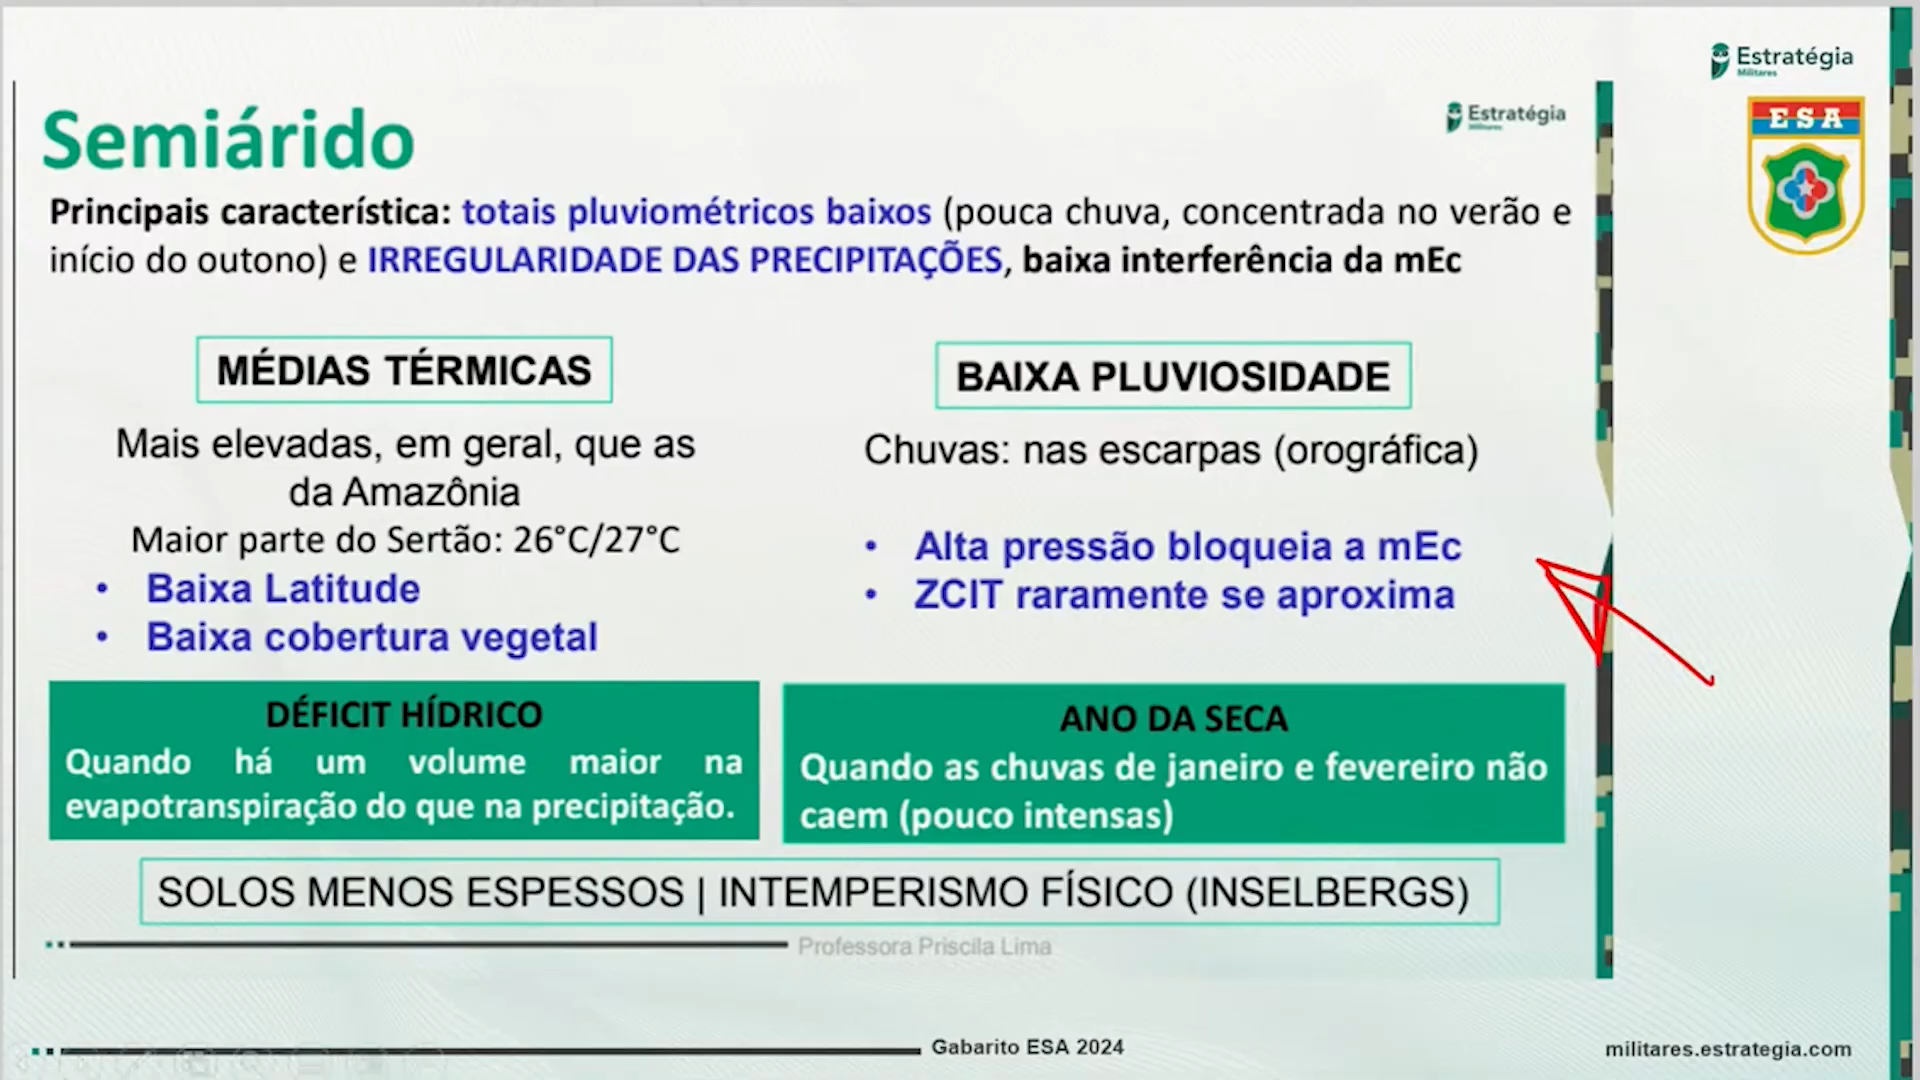 Estratégia
Militares
ESA
Estratégia
Militares
Semiárido
Principais característica: totais pluviométricos baixos (pouca chuva, concentrada no verão e
início do outono) e IRREGULARIDADE DAS PRECIPITAÇÕES, baixa interferência da mEc
MÉDIAS TÉRMICAS
Mais elevadas, em geral, que as
da Amazônia
Maior parte do Sertão: 26°C/27°C
• Baixa Latitude
• Baixa cobertura vegetal
BAIXA PLUVIOSIDADE
Chuvas: nas escarpas (orográfica)
• Alta pressão bloqueia a mEc
• ZCIT raramente se aproxima
DÉFICIT HÍDRICO
Quando há um volume maior na
evapotranspiração do que na precipitação.
ANO DA SECA
Quando as chuvas de janeiro e fevereiro não
caem (pouco intensas)
SOLOS MENOS ESPESSOS | INTEMPERISMO FÍSICO (INSELBERGS)
Professora Priscila Lima
Gabarito ESA 2024
militares.estrategia.com